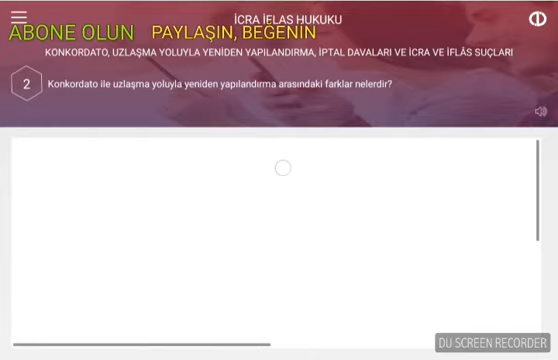 İCRA İFLAS HUKUKU
ABONE OLUN PAYLAŞIN, BEĞENİN
KONKORDATO, UZLAŞMA YOLUYLA YENİDEN YAPILANDIRMA, İPTAL DAVALARI VE İCRA VE İFLÂS SUÇLARI
2 Konkordato ile uzlaşma yoluyla yeniden yapılandırma arasındaki farklar nelerdir?
DU SCREEN RECORDER